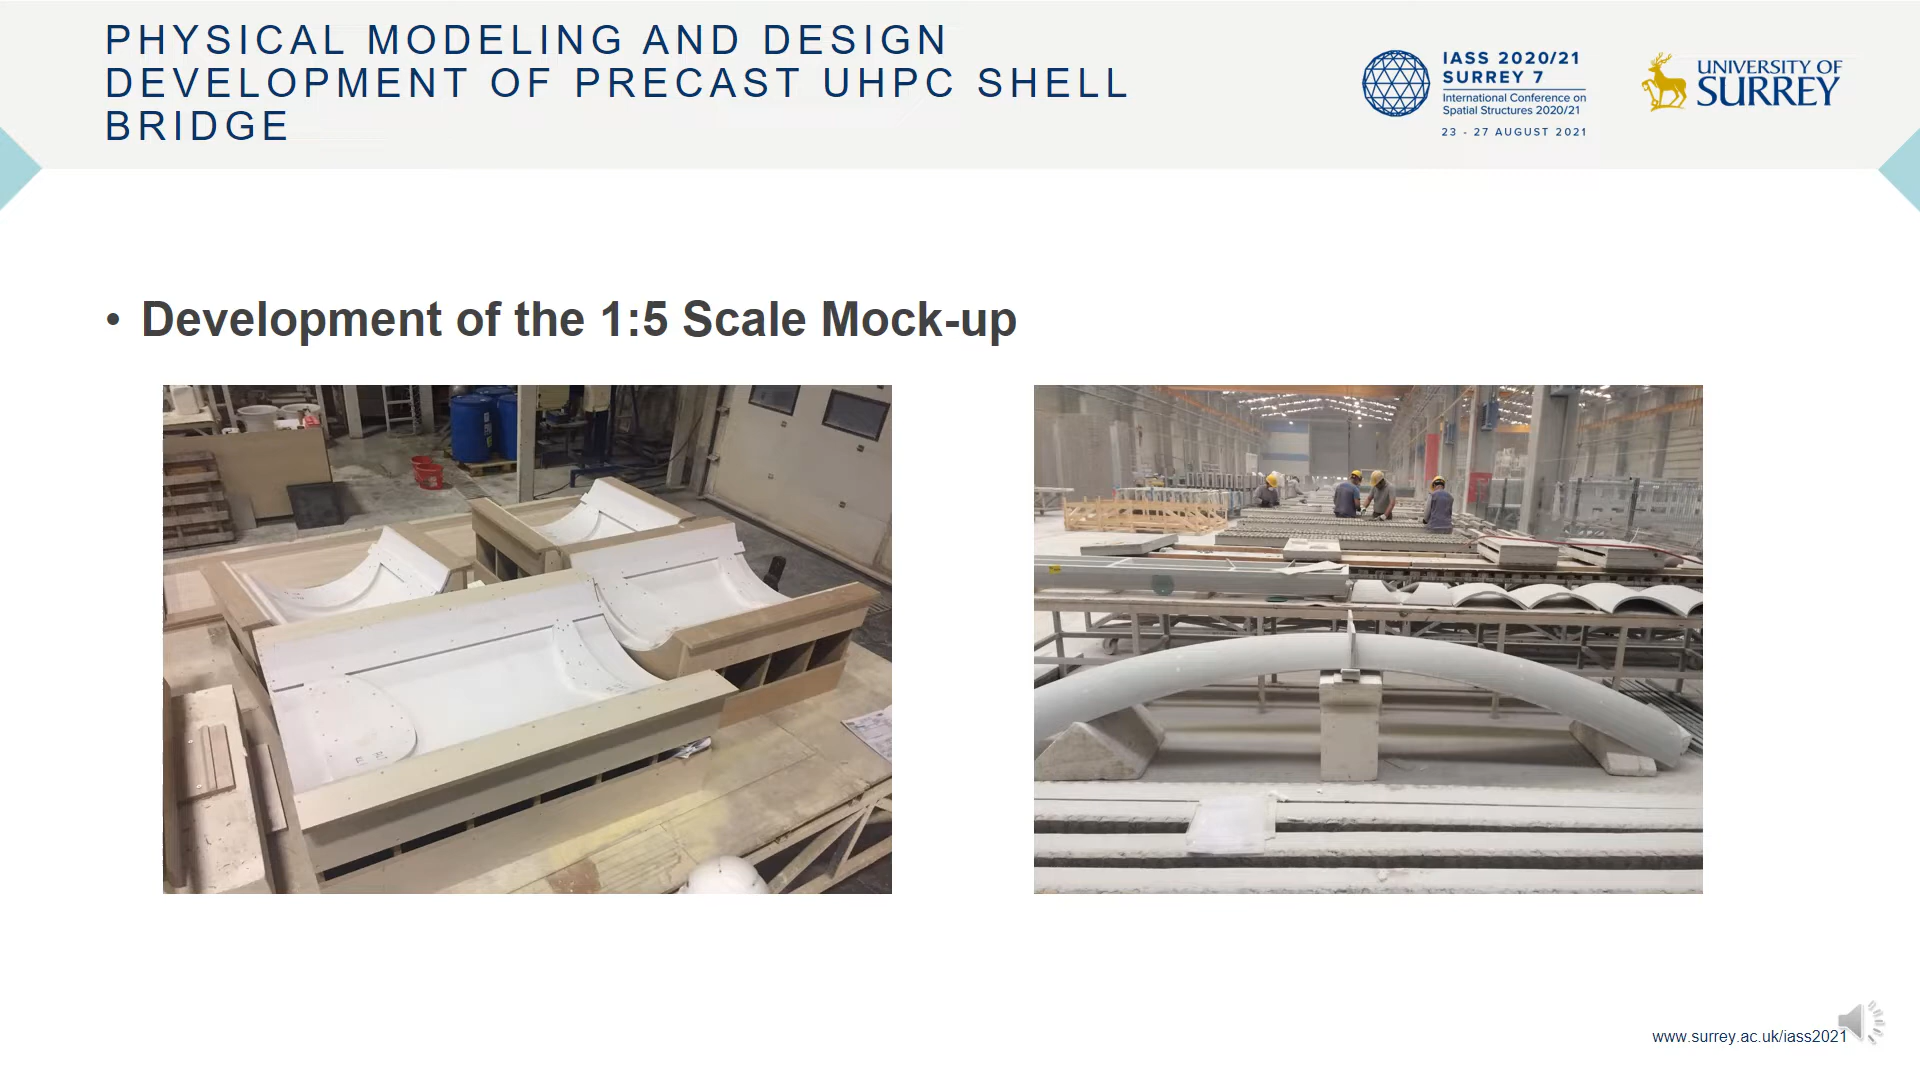 PHYSICAL MODELING AND DESIGN
DEVELOPMENT OF PRECAST UHPC SHELL
BRIDGE
IASS 2020/21
SURREY 7
International Conference on
Spatial Structures 2020/21
23 - 27 AUGUST 2021
UNIVERSITY OF
SURREY
• Development of the 1:5 Scale Mock-up
www.surrey.ac.uk/iass2021